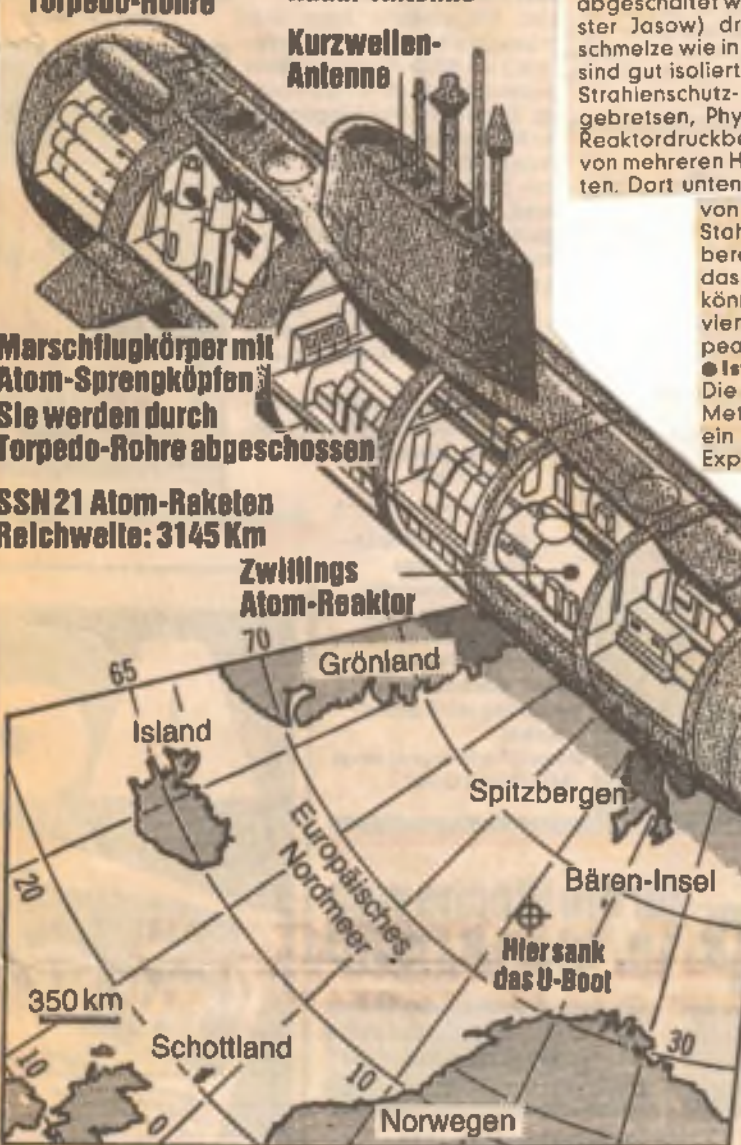 Torpedo-Rohre
Kurzwellen-
Antenne
abgeschaltet
ster Jasow)
schmelze wie in
sind gut isoliert
Strahlenschutz-
gebretsen, Phy
Reaktordruckbe
von mehreren H
ten. Dort unten
von
Stah
bere
das
könn
vier
pea
Die
Met
ein
Exp
Marschflugkörper mit
Atom-Sprengköpfen
Sie werden durch
Torpedo-Rohre abgeschossen
SSN 21 Atom-Raketen
Reichweite: 3145 Km
Zwillings
Atom-Reaktor
70
65
Grönland
Island
Spitzbergen
Europäisches
Nordmeer
Bären-Insel
20
Hier sank
das U-Boot
350 km
Schottland
30
10
10
0
Norwegen